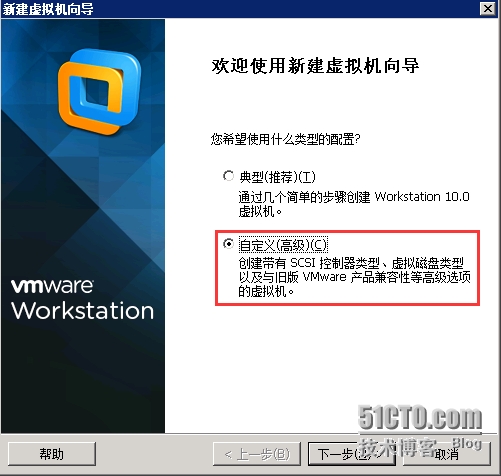 新建虚拟机向导
欢迎使用新建虚拟机向导
您希望使用什么类型的配置?
典型(推荐)(T)
通过几个简单的步骤创建 Workstation 10.0
虚拟机。
自定义(高级)(C)
创建带有 SCSI 控制器类型、虚拟磁盘类型
以及与旧版 VMware 产品兼容性等高级选项
的虚拟机。
vmware
Workstation
51CTO.com
技术博客 Blog
帮助
< 上一步(B)
下一步(N) >
取消